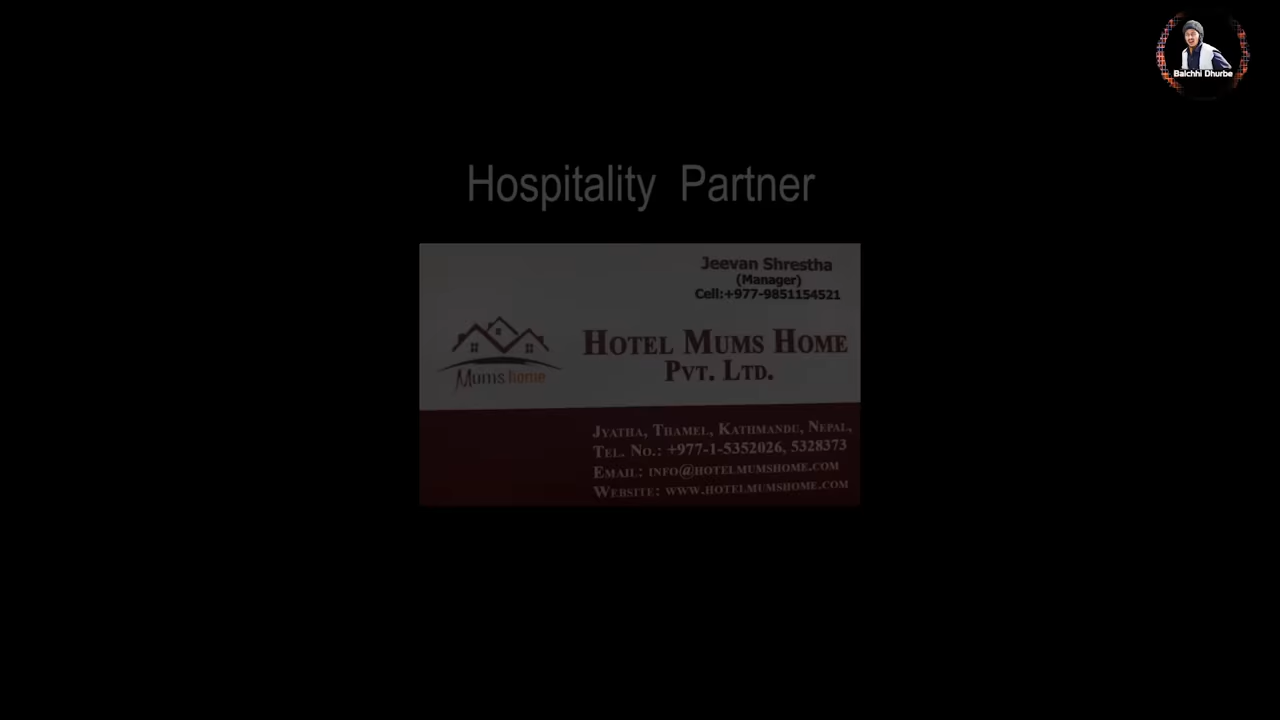 Balchhi Dhurbe
Hospitality Partner
Jeevan Shrestha
(Manager)
Cell:+977-9851154521
Mums home
HOTEL MUMS HOME
PVT. LTD.
JYATHA, THAMEL, KATHMANDU, NEPAL,
TEL. NO.: +977-1-5352026, 5328373
EMAIL: INFO@HOTELMUMSHOME.COM
WEBSITE: WWW.HOTELMUMSHOME.COM